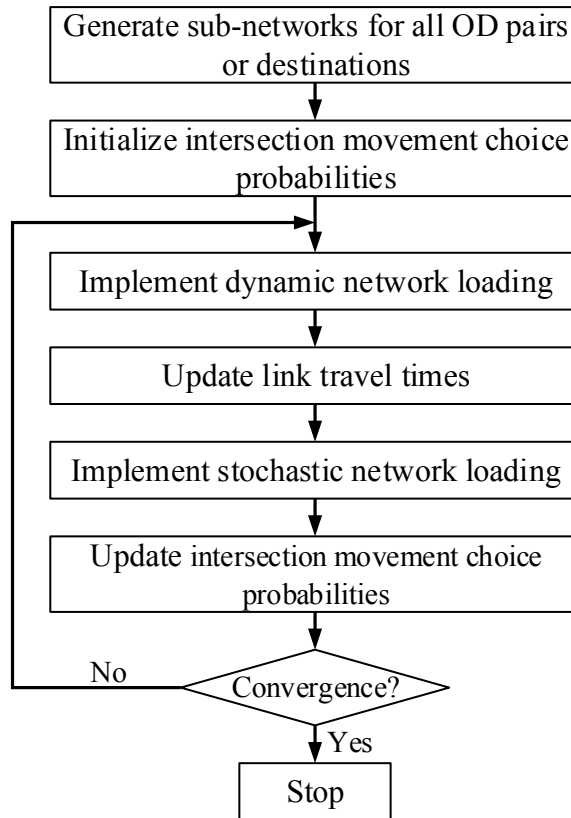 Generate sub-networks for all OD pairs
or destinations
Initialize intersection movement choice
probabilities
Implement dynamic network loading
Update link travel times
Implement stochastic network loading
Update intersection movement choice
probabilities
Convergence?
No
Yes
Stop